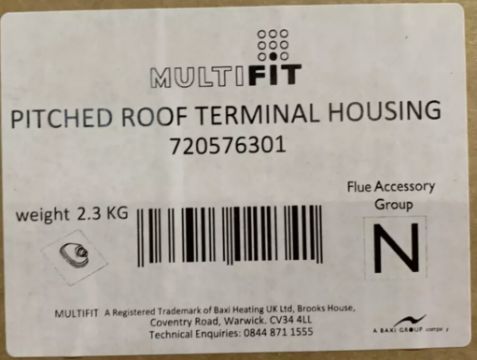 MULTIFIT
PITCHED ROOF TERMINAL HOUSING
720576301
Flue Accessory
Group
weight 2.3 KG
N
MULTIFIT A Registered Trademark of Baxi Heating UK Ltd, Brooks House,
Coventry Road, Warwick. CV34 4LL
Technical Enquiries: 0844 871 1555
A BAXI GROUP company